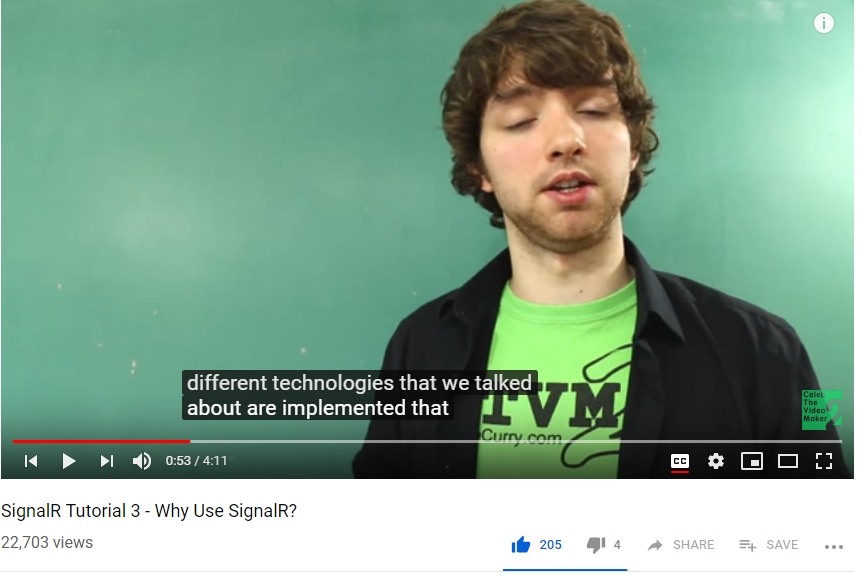 different technologies that we talked
about are implemented that
TVM
Curry.com
Caleb
The
Video
Maker
2
CC
0:53 / 4:11
SignalR Tutorial 3 - Why Use SignalR?
22,703 views
205
4
SHARE
SAVE